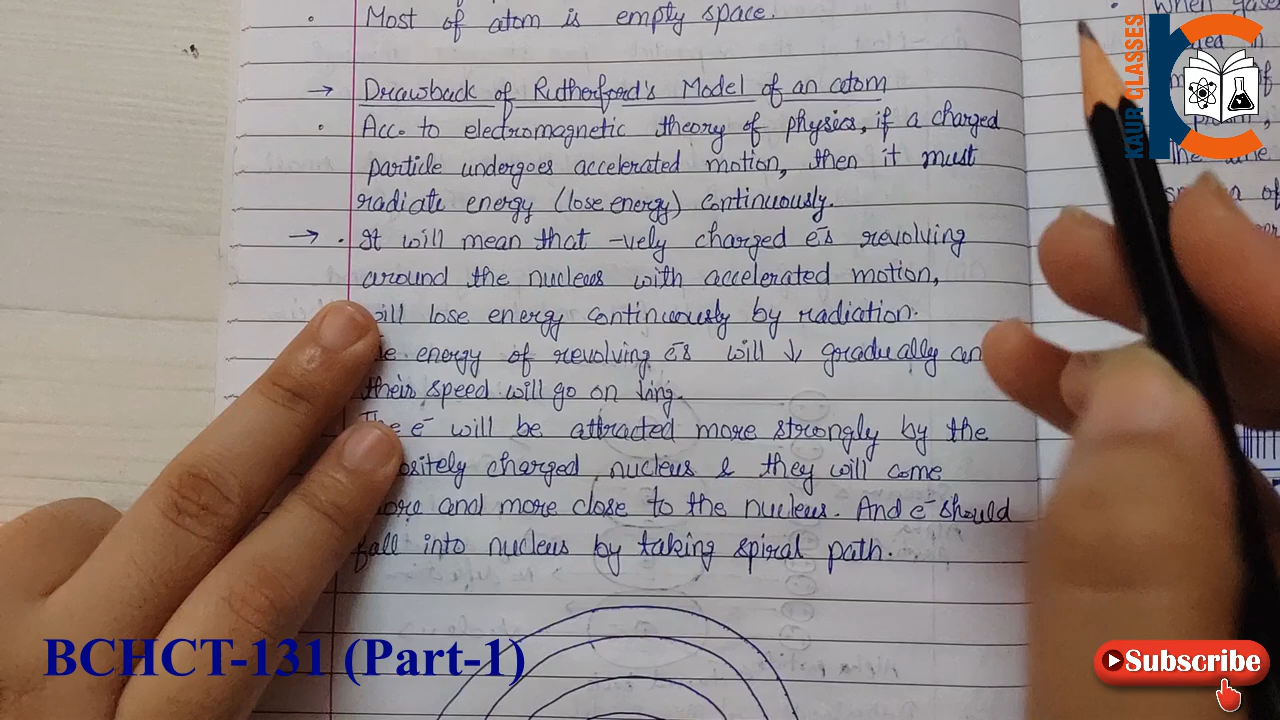 Most of atom is empty space.
→ Drawback of Rutherford's Model of an atom
Acc. to electromagnetic theory of physics, if a charged
particle undergoes accelerated motion, then it must
radiate energy (lose energy) continuously.
→ It will mean that -vely charged e⁻s revolving
around the nucleus with accelerated motion,
will lose energy continuously by radiation.
energy of revolving e⁻s will ↓ gradually
their speed will go on ↓ing.
The e⁻ will be attracted more strongly by the
charged nucleus & they will come
more and more close to the nucleus. And e⁻ should
fall into nucleus by taking spiral path.
When
of
KAUR CLASSES
BCHCT-131 (Part-1)
Subscribe